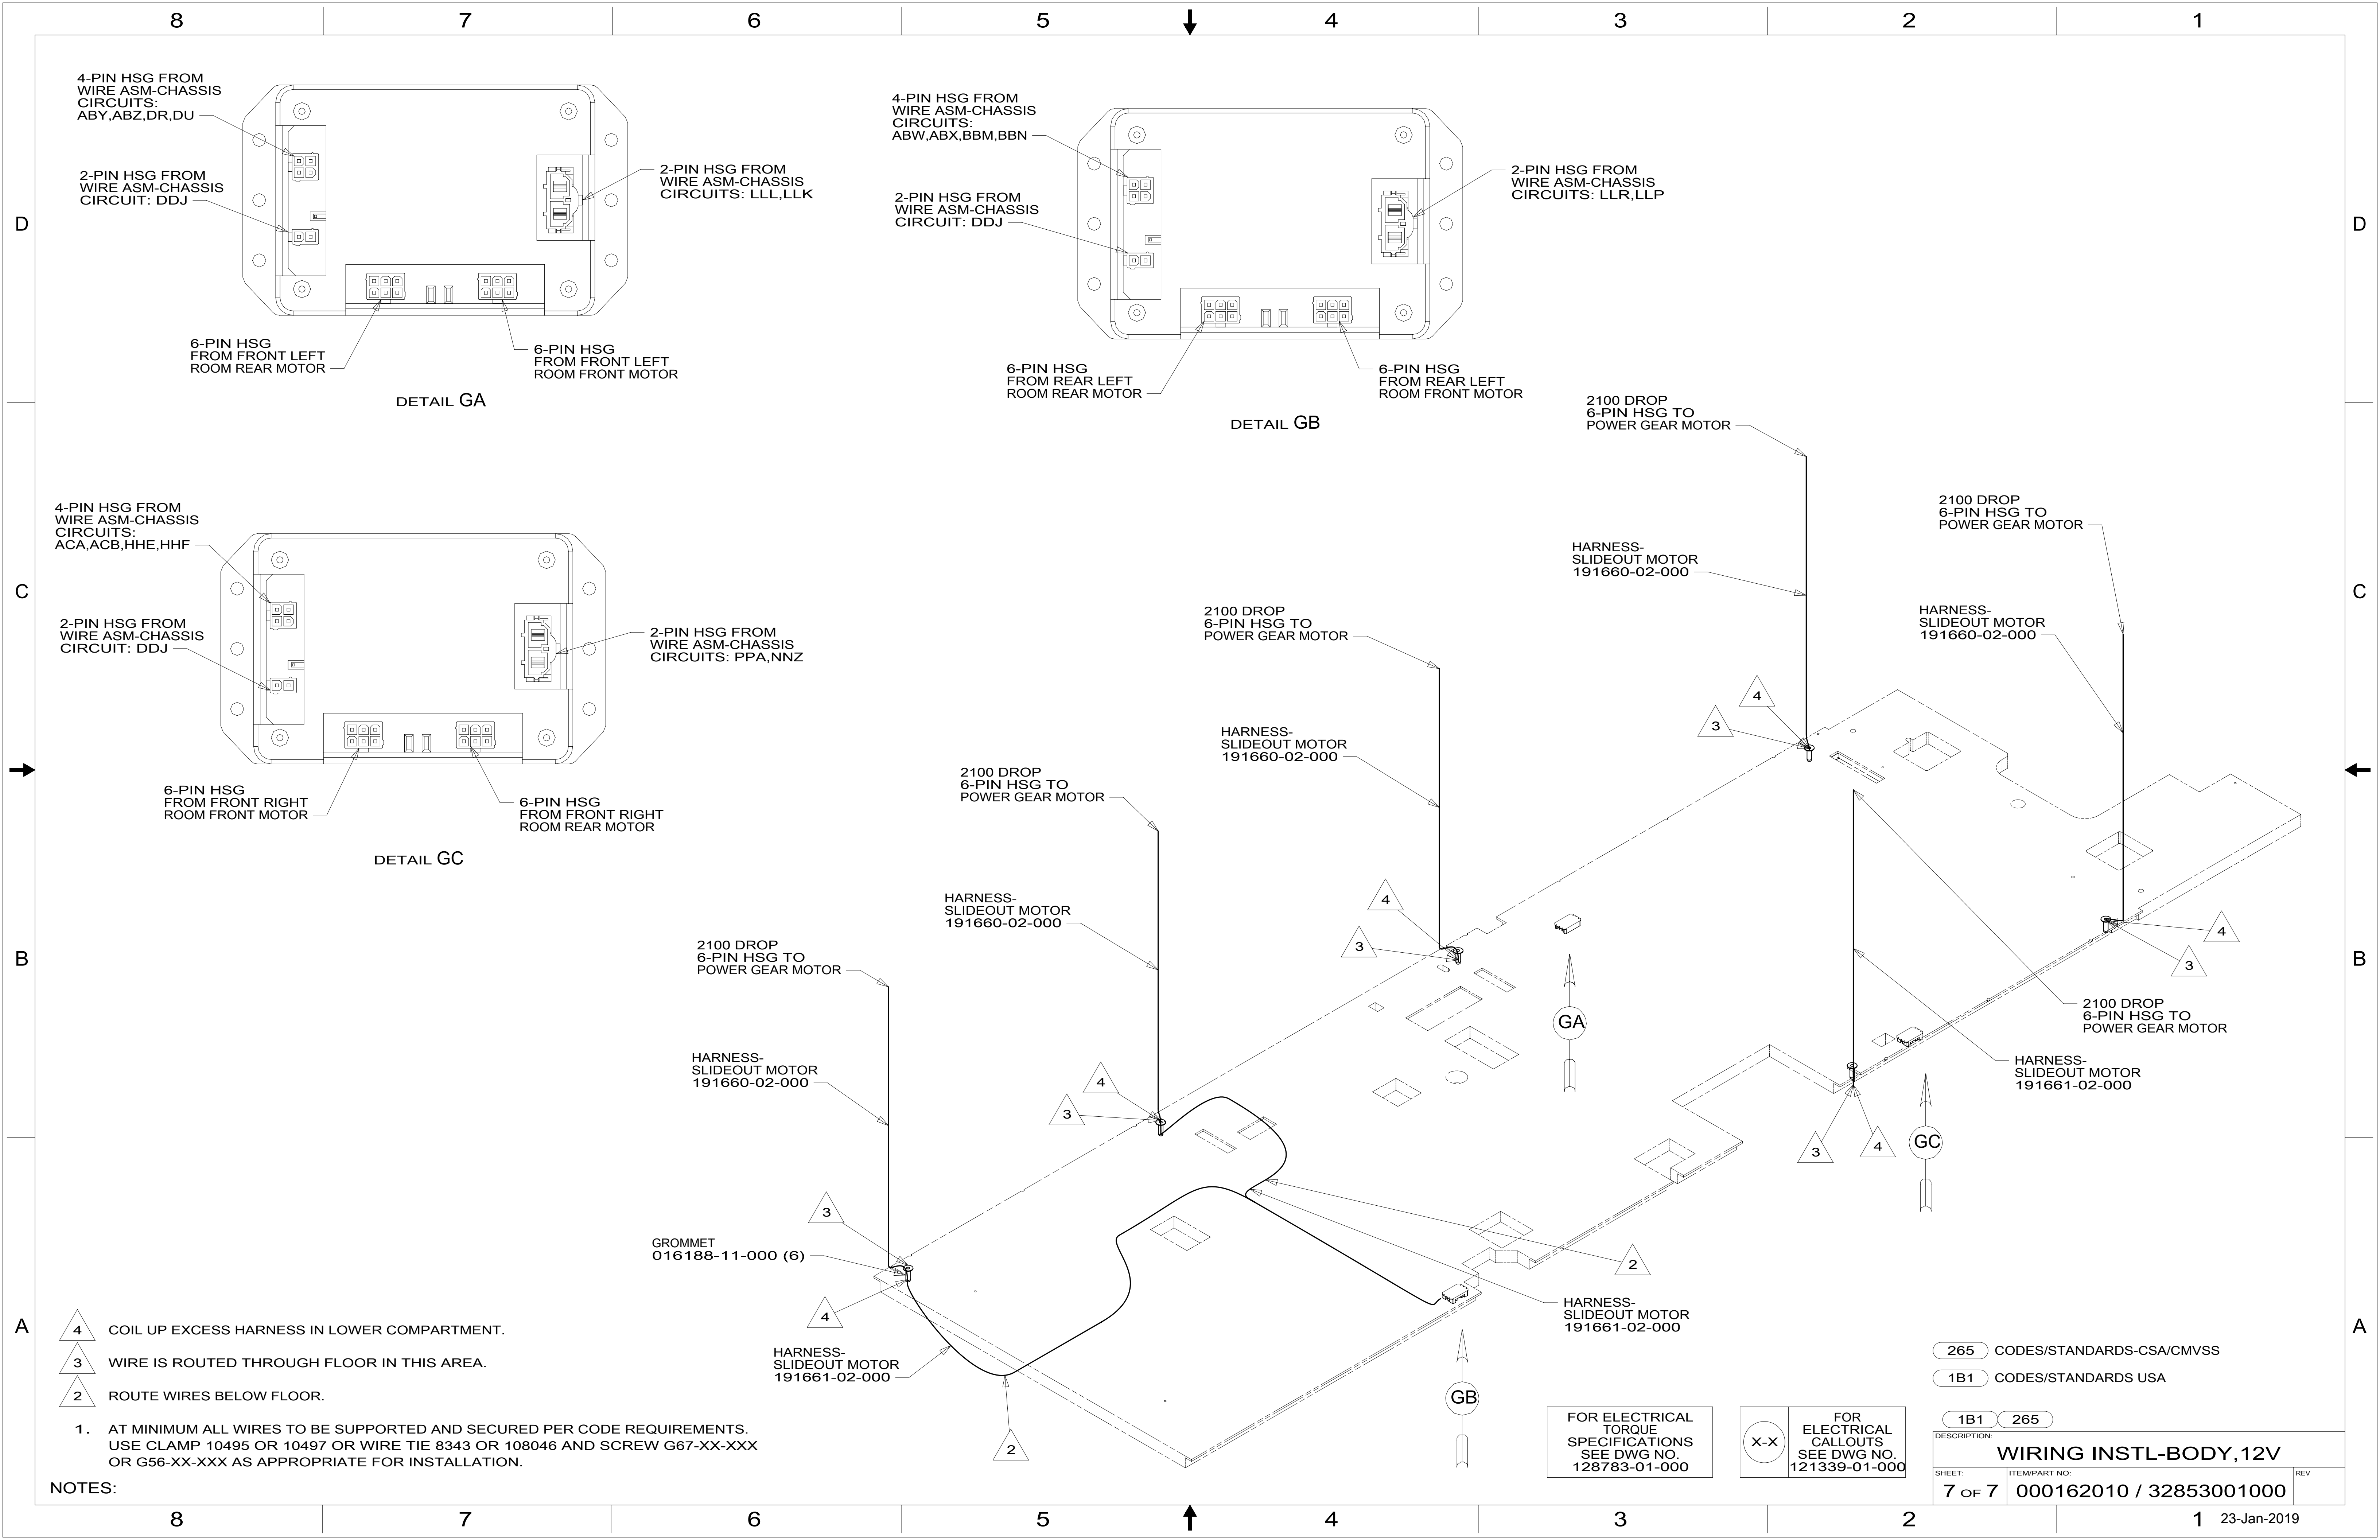 8 7 6 5 4 3 2 1
4-PIN HSG FROM
WIRE ASM-CHASSIS
CIRCUITS:
ABY,ABZ,DR,DU
2-PIN HSG FROM
WIRE ASM-CHASSIS
CIRCUIT: DDJ
2-PIN HSG FROM
WIRE ASM-CHASSIS
CIRCUITS: LLL,LLK
6-PIN HSG
FROM FRONT LEFT
ROOM REAR MOTOR
6-PIN HSG
FROM FRONT LEFT
ROOM FRONT MOTOR
DETAIL GA
4-PIN HSG FROM
WIRE ASM-CHASSIS
CIRCUITS:
ABW,ABX,BBM,BBN
2-PIN HSG FROM
WIRE ASM-CHASSIS
CIRCUIT: DDJ
2-PIN HSG FROM
WIRE ASM-CHASSIS
CIRCUITS: LLR,LLP
6-PIN HSG
FROM REAR LEFT
ROOM REAR MOTOR
6-PIN HSG
FROM REAR LEFT
ROOM FRONT MOTOR
DETAIL GB
D
D
4-PIN HSG FROM
WIRE ASM-CHASSIS
CIRCUITS:
ACA,ACB,HHE,HHF
2-PIN HSG FROM
WIRE ASM-CHASSIS
CIRCUIT: DDJ
2-PIN HSG FROM
WIRE ASM-CHASSIS
CIRCUITS: PPA,NNZ
6-PIN HSG
FROM FRONT RIGHT
ROOM FRONT MOTOR
6-PIN HSG
FROM FRONT RIGHT
ROOM REAR MOTOR
DETAIL GC
C
C
2100 DROP
6-PIN HSG TO
POWER GEAR MOTOR
HARNESS-
SLIDEOUT MOTOR
191660-02-000
4
3
2100 DROP
6-PIN HSG TO
POWER GEAR MOTOR
HARNESS-
SLIDEOUT MOTOR
191660-02-000
4
3
2100 DROP
6-PIN HSG TO
POWER GEAR MOTOR
HARNESS-
SLIDEOUT MOTOR
190660-02-000
4
3
2100 DROP
6-PIN HSG TO
POWER GEAR MOTOR
HARNESS-
SLIDEOUT MOTOR
191660-02-000
4
3
2100 DROP
6-PIN HSG TO
POWER GEAR MOTOR
HARNESS-
SLIDEOUT MOTOR
191660-02-000
3
GROMMET
016188-11-000 (6)
4
B
B
2100 DROP
6-PIN HSG TO
POWER GEAR MOTOR
HARNESS-
SLIDEOUT MOTOR
191661-02-000
3
4
GA
GC
GB
2
HARNESS-
SLIDEOUT MOTOR
191661-02-000
HARNESS-
SLIDEOUT MOTOR
191661-02-000
2
A
A
4 COIL UP EXCESS HARNESS IN LOWER COMPARTMENT.
3 WIRE IS ROUTED THROUGH FLOOR IN THIS AREA.
2 ROUTE WIRES BELOW FLOOR.
1. AT MINIMUM ALL WIRES TO BE SUPPORTED AND SECURED PER CODE REQUIREMENTS.
USE CLAMP 10495 OR 10497 OR WIRE TIE 8343 OR 108046 AND SCREW G67-XX-XXX
OR G56-XX-XXX AS APPROPRIATE FOR INSTALLATION.
NOTES:
FOR ELECTRICAL
TORQUE
SPECIFICATIONS
SEE DWG NO.
128783-01-000
X-X
FOR
ELECTRICAL
CALLOUTS
SEE DWG NO.
121339-01-000
265 CODES/STANDARDS-CSA/CMVSS
1B1 CODES/STANDARDS USA
1B1 265
DESCRIPTION:
WIRING INSTL-BODY,12V
SHEET:
7 OF 7
ITEM/PART NO:
000162010 / 32853001000
REV
8 7 6 5 4 3 2 1
23-Jan-2019